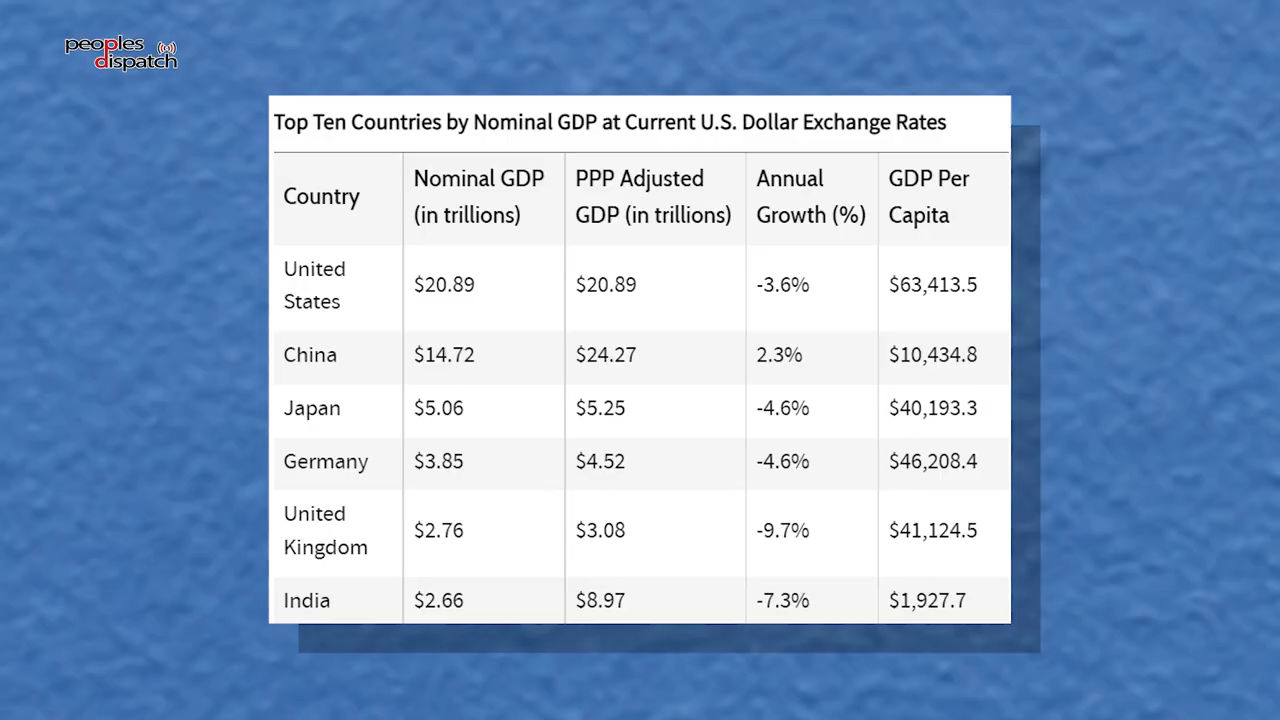 peoples
dispatch
Top Ten Countries by Nominal GDP at Current U.S. Dollar Exchange Rates
Country
Nominal GDP
(in trillions)
PPP Adjusted
GDP (in trillions)
Annual
Growth (%)
GDP Per
Capita
United
States
$20.89
$20.89
-3.6%
$63,413.5
China
$14.72
$24.27
2.3%
$10,434.8
Japan
$5.06
$5.25
-4.6%
$40,193.3
Germany
$3.85
$4.52
-4.6%
$46,208.4
United
Kingdom
$2.76
$3.08
-9.7%
$41,124.5
India
$2.66
$8.97
-7.3%
$1,927.7